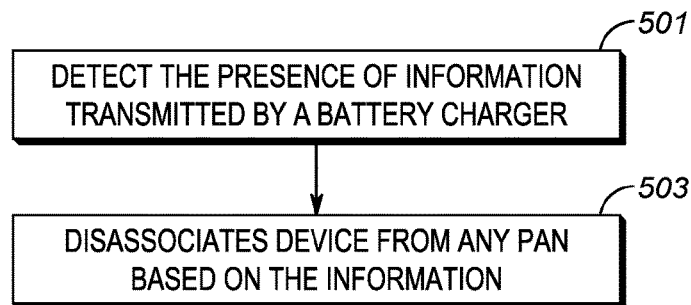 501
DETECT THE PRESENCE OF INFORMATION
TRANSMITTED BY A BATTERY CHARGER
503
DISASSOCIATES DEVICE FROM ANY PAN
BASED ON THE INFORMATION